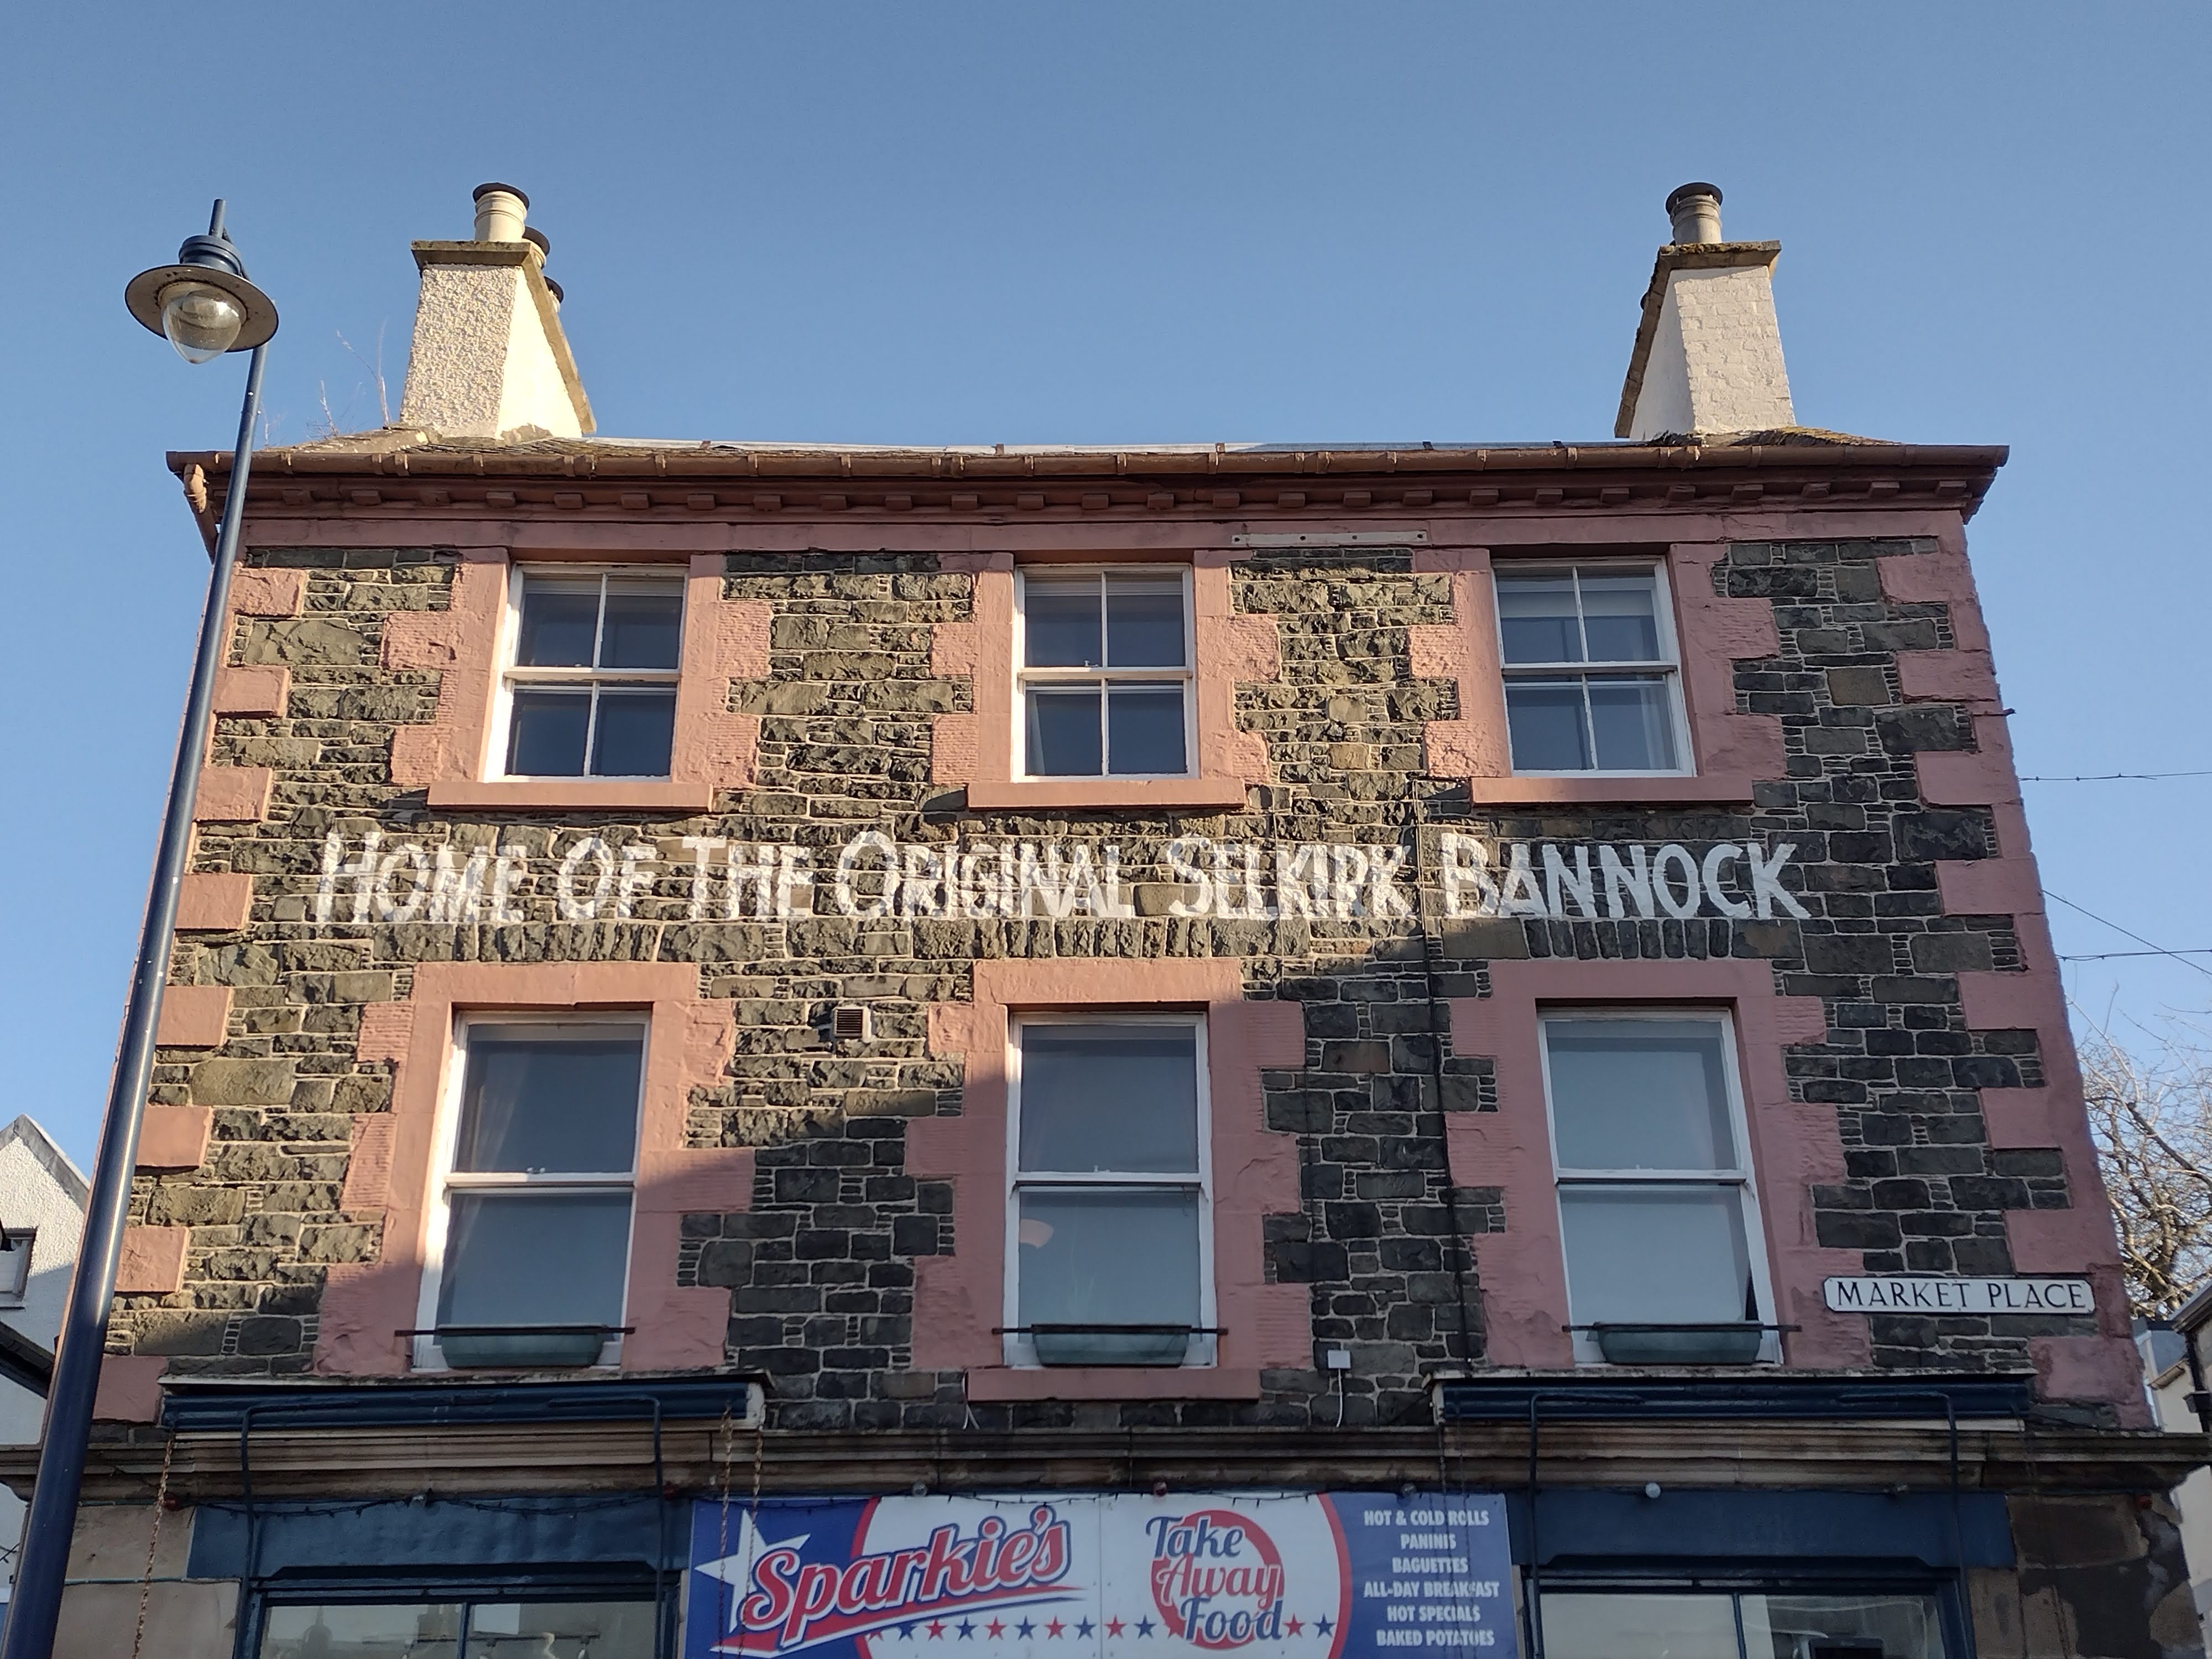 Home Of The Original Selkirk Bannock
MARKET PLACE
Sparkie's
Take
Away
Food
HOT & COLD ROLLS
PANINIS
BAGUETTES
ALL-DAY BREAKFAST
HOT SPECIALS
BAKED POTATOES